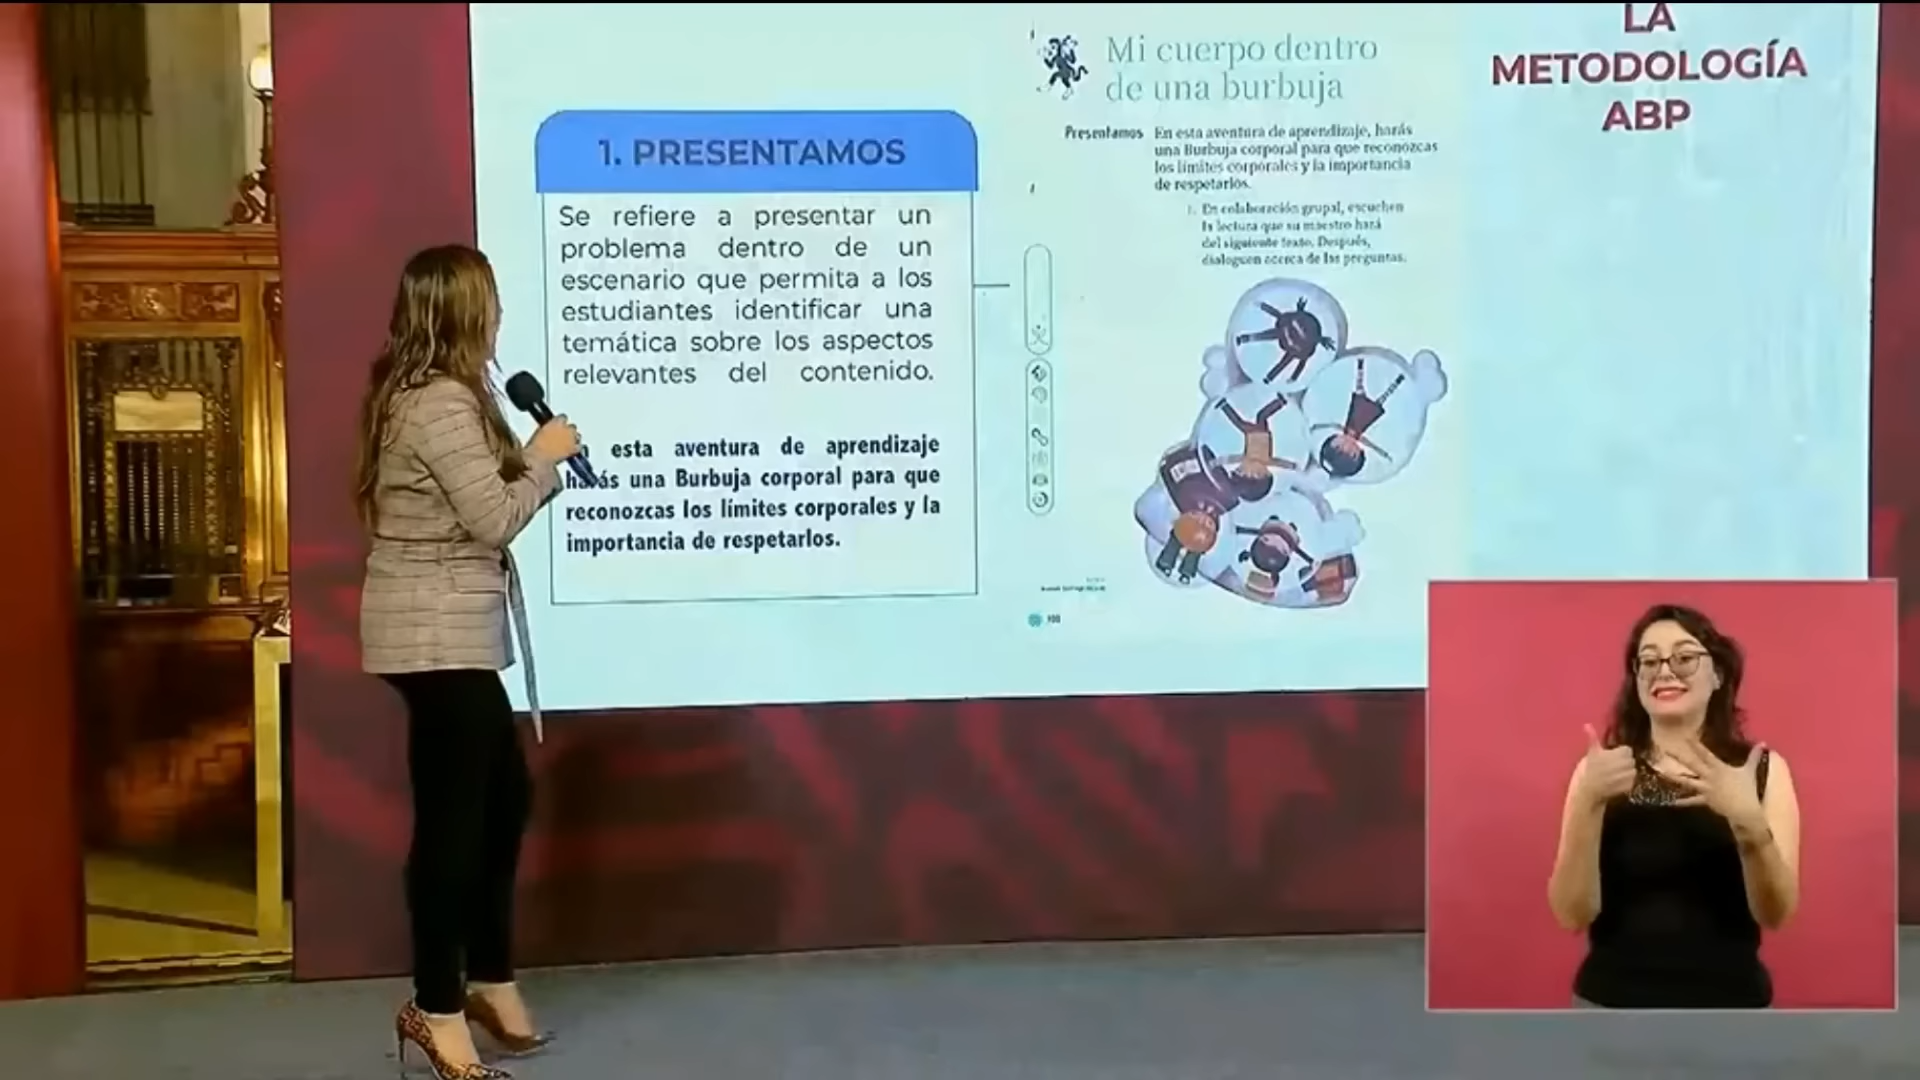 LA
METODOLOGÍA
ABP
1. PRESENTAMOS
Se refiere a presentar un
problema dentro de un
escenario que permita a los
estudiantes identificar una
temática sobre los aspectos
relevantes del contenido.
esta aventura de aprendizaje
harás una Burbuja corporal para que
reconozcas los límites corporales y la
importancia de respetarlos.
Mi cuerpo dentro
de una burbuja
Presentamos En esta aventura de aprendizaje, harás
una Burbuja corporal para que reconozcas
los límites corporales y la importancia
de respetarlos.
1. En colaboración grupal, escuchen
la lectura que su maestro hará
del siguiente texto. Después,
dialoguen acerca de las preguntas.
100